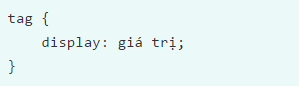 tag {
    display: giá trị;
}